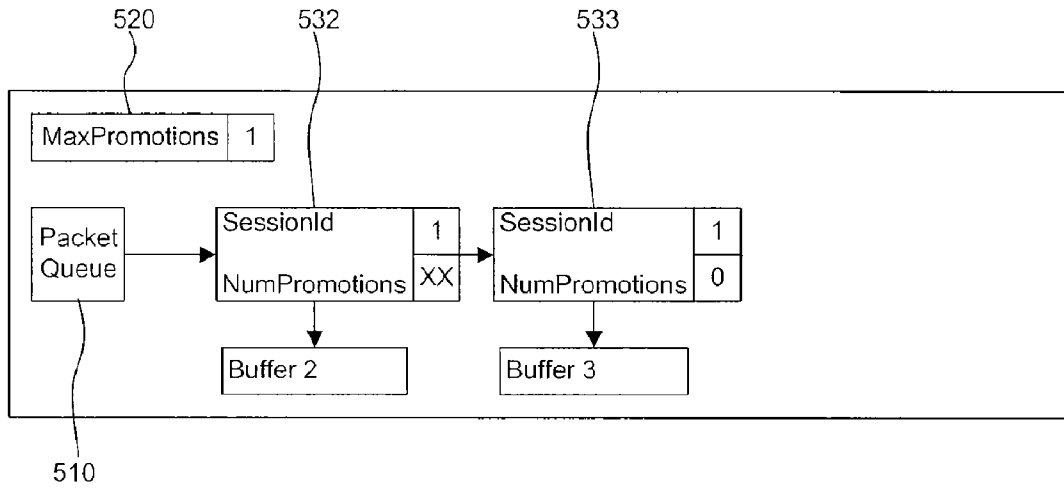 520
532
533
MaxPromotions 1
Packet
Queue
SessionId 1
NumPromotions XX
SessionId 1
NumPromotions 0
Buffer 2
Buffer 3
510